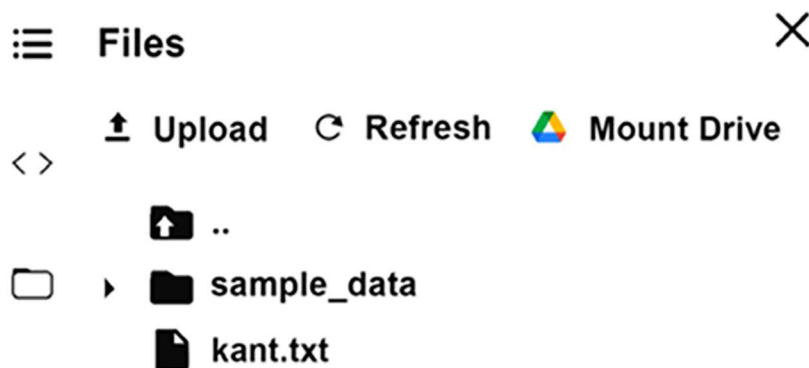 Files
Upload Refresh Mount Drive
..
sample_data
kant.txt